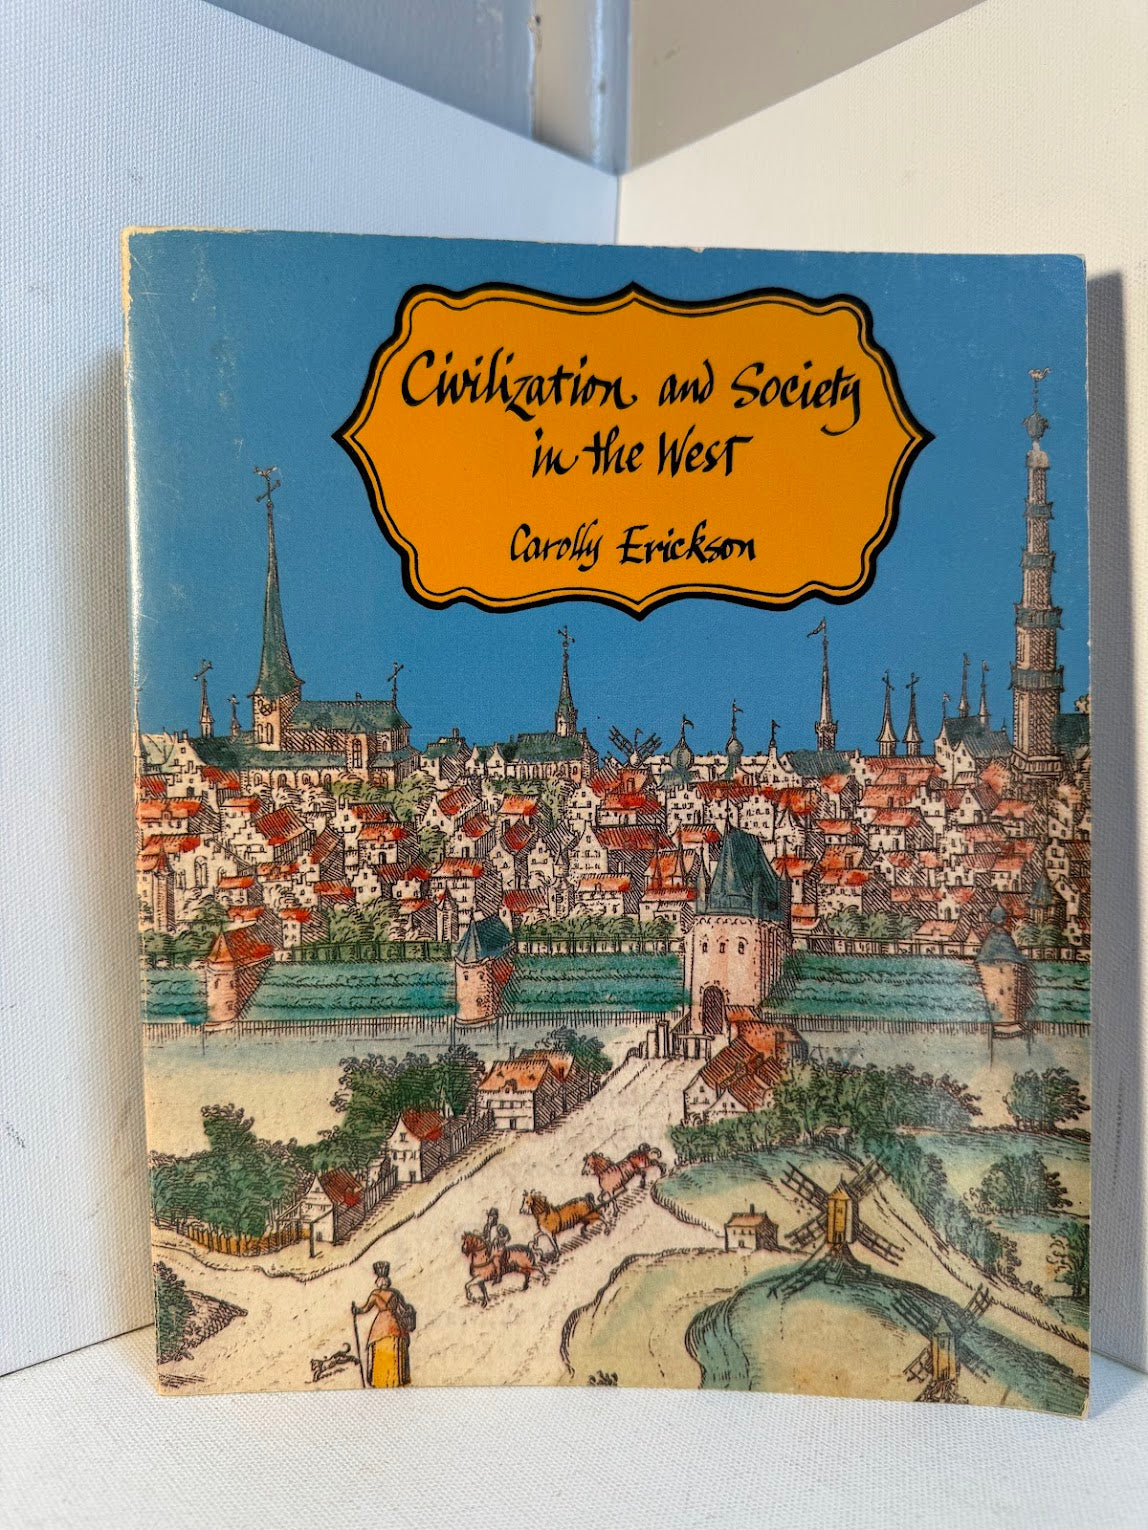 Civilization and Society
in the West
Carolly Erickson